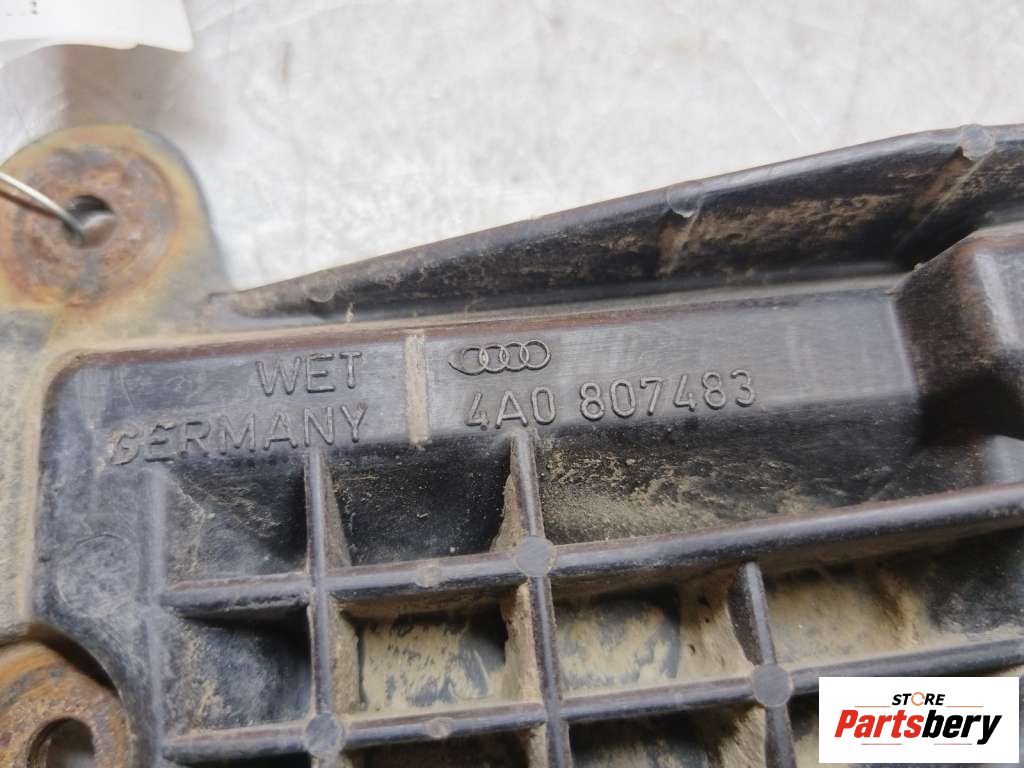 WET
GERMANY
4A0 807483
STORE
Partsbery